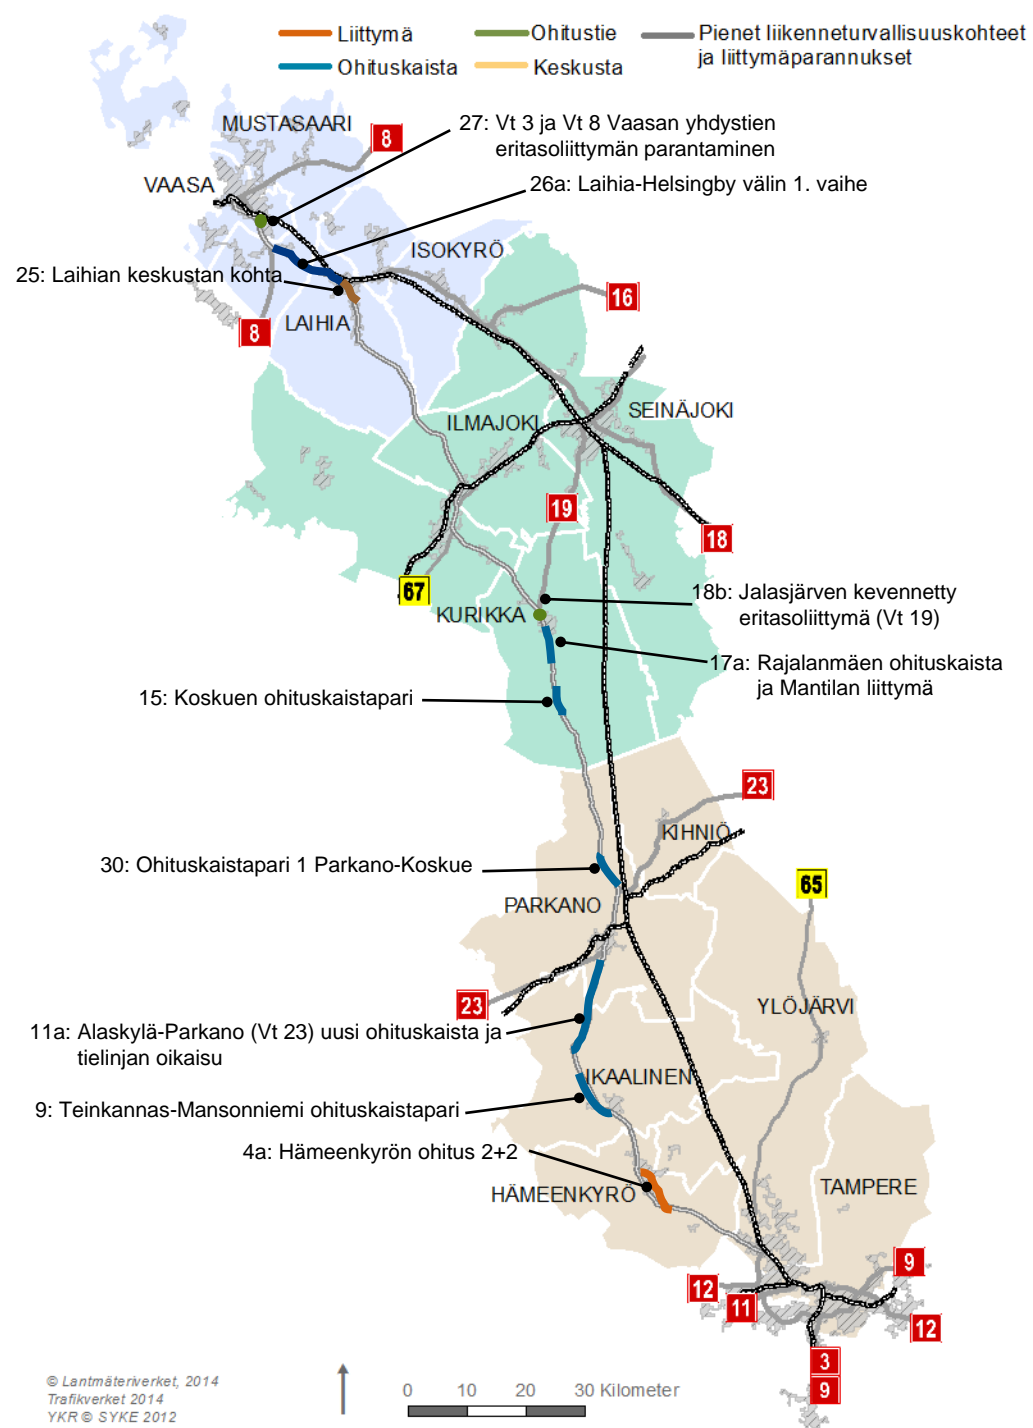 Liittymä
Ohitustie
Pienet liikenneturvallisuuskohteet
ja liittymäparannukset
Ohituskaista
Keskusta
MUSTASAARI
8
27: Vt 3 ja Vt 8 Vaasan yhdystien
eritasoliittymän parantaminen
VAASA
26a: Laihia-Helsingby välin 1. vaihe
ISOKYRÖ
25: Laihian keskustan kohta
16
8
LAIHIA
SEINÄJOKI
ILMAJOKI
19
18
67
KURIKKA
18b: Jalasjärven kevennetty
eritasoliittymä (Vt 19)
17a: Rajalanmäen ohituskaista
ja Mantilan liittymä
15: Koskuen ohituskaistapari
23
KIHNIÖ
30: Ohituskaistapari 1 Parkano-Koskue
65
PARKANO
23
YLÖJÄRVI
11a: Alaskylä-Parkano (Vt 23) uusi ohituskaista ja
tielinjan oikaisu
IKAALINEN
9: Teinkannas-Mansonniemi ohituskaistapari
4a: Hämeenkyrön ohitus 2+2
HÄMEENKYRÖ
TAMPERE
9
12
11
12
3
9
© Lantmäteriverket, 2014
Trafikverket 2014
YKR © SYKE 2012
0 10 20 30 Kilometer